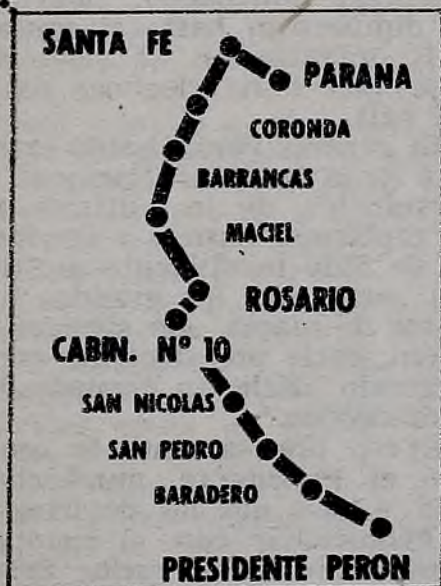 SANTA FE
PARANA
CORONDA
BARRANCAS
MACIEL
ROSARIO
CABIN. Nº 10
SAN NICOLAS
SAN PEDRO
BARADERO
PRESIDENTE PERON